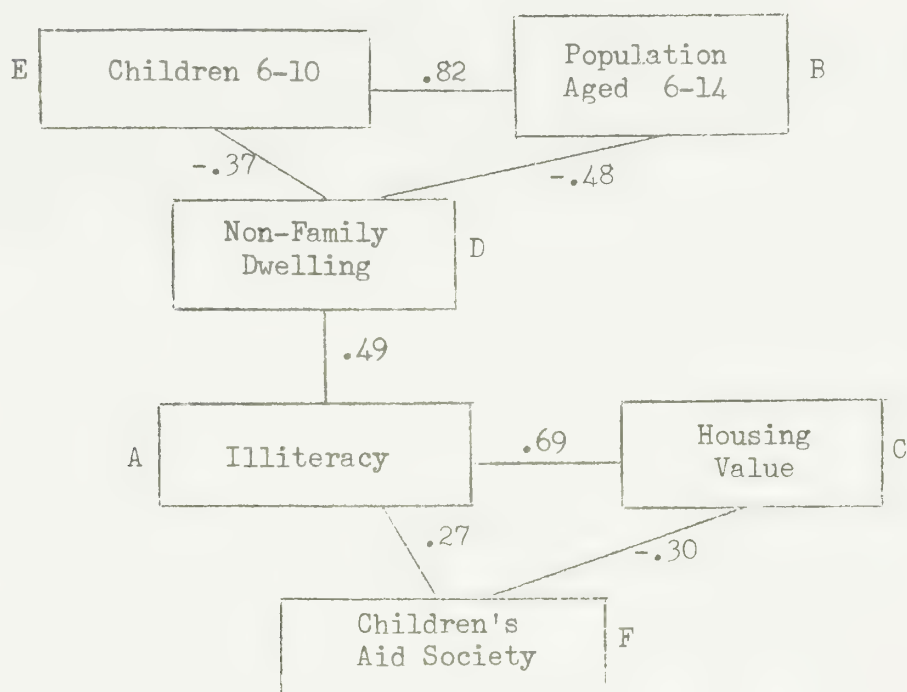 E
Children 6-10
.82
Population
Aged 6-14
B
-.37
-.48
Non-Family
Dwelling
D
.49
A
Illiteracy
.69
Housing
Value
C
.27
-.30
Children's
Aid Society
F